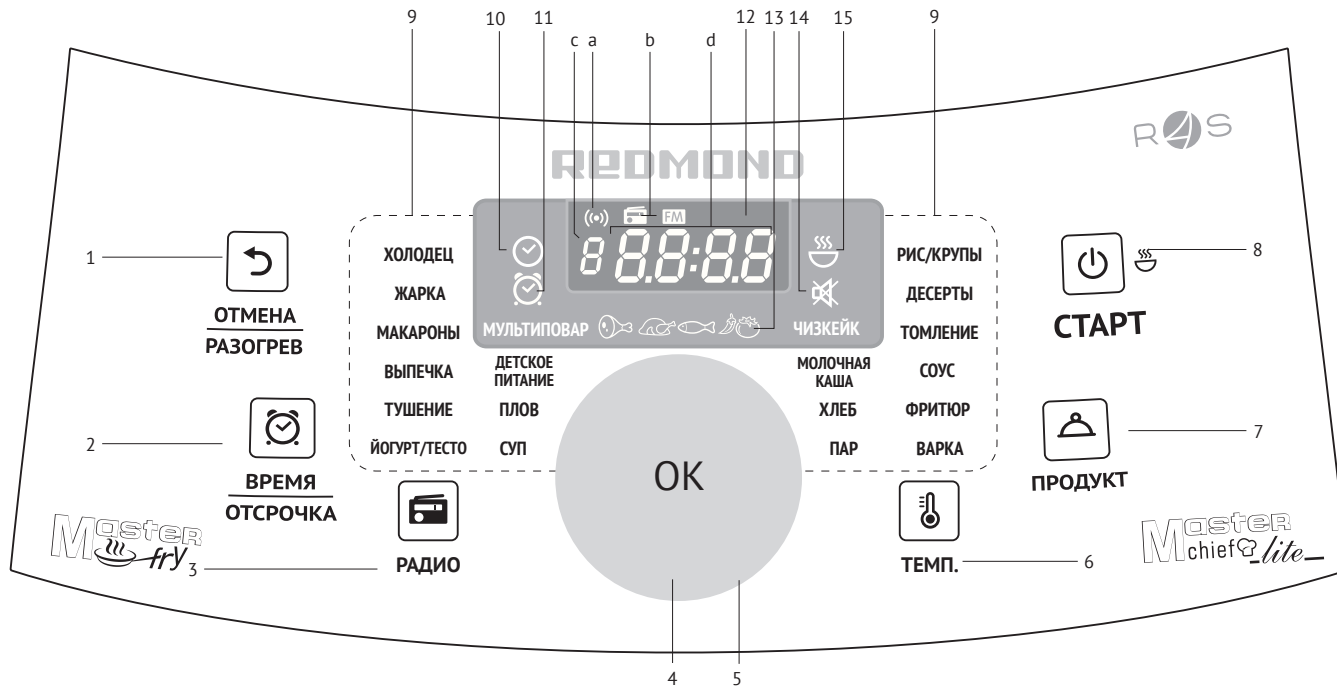 9 10 11 12 13 14 15 9
c a b d
R4S
REDMOND
FM
8 88:88
1
ОТМЕНА
РАЗОГРЕВ
2
ВРЕМЯ
ОТСРОЧКА
Master
fry
3
РАДИО
ХОЛОДЕЦ
ЖАРКА
МАКАРОНЫ
ВЫПЕЧКА
ТУШЕНИЕ
ЙОГУРТ/ТЕСТО
МУЛЬТИПОВАР
ДЕТСКОЕ
ПИТАНИЕ
ПЛОВ
СУП
OK
4 5
ЧИЗКЕЙК
МОЛОЧНАЯ
КАША
ХЛЕБ
ПАР
РИС/КРУПЫ
ДЕСЕРТЫ
ТОМЛЕНИЕ
СОУС
ФРИТЮР
ВАРКА
ТЕМП.
6
8
СТАРТ
7
ПРОДУКТ
Master
chief lite